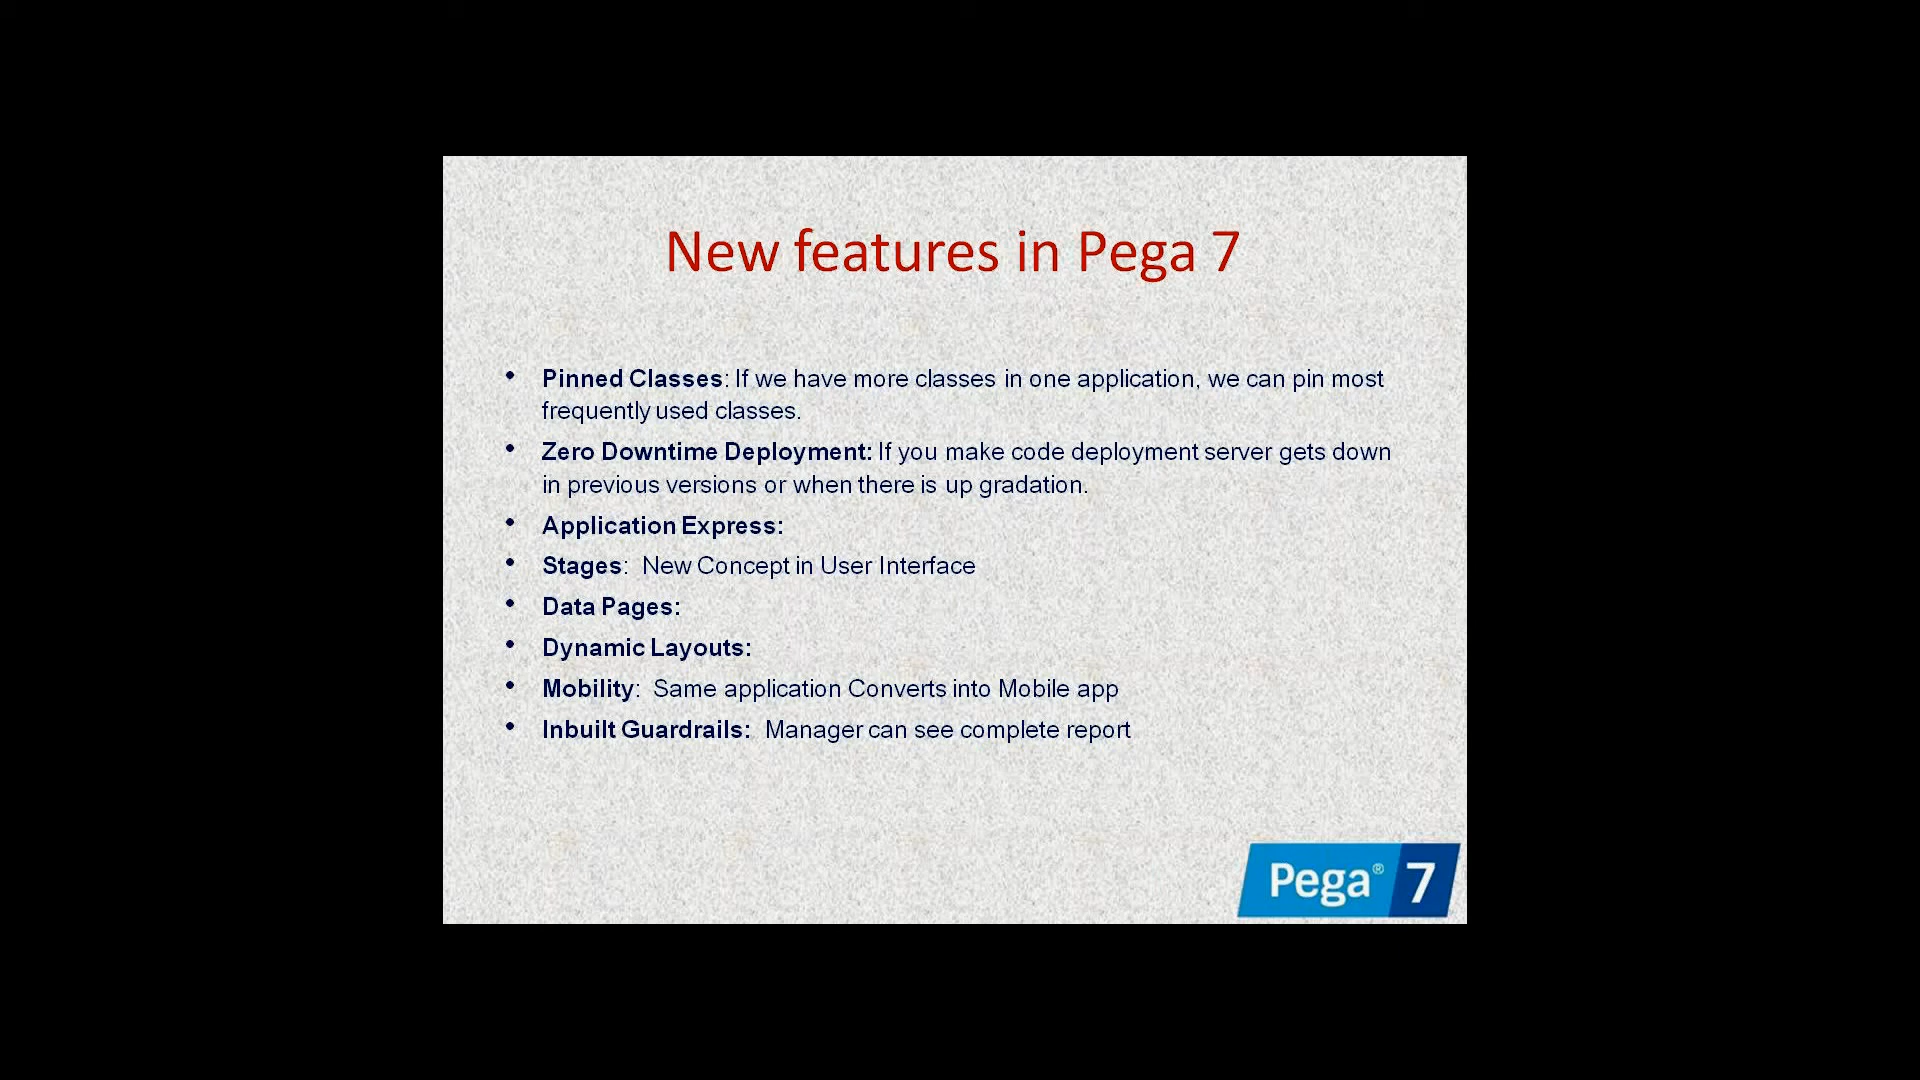 New features in Pega 7
• Pinned Classes: If we have more classes in one application, we can pin most
frequently used classes.
• Zero Downtime Deployment: If you make code deployment server gets down
in previous versions or when there is up gradation.
• Application Express:
• Stages:  New Concept in User Interface
• Data Pages:
• Dynamic Layouts:
• Mobility:  Same application Converts into Mobile app
• Inbuilt Guardrails:  Manager can see complete report
Pega® 7